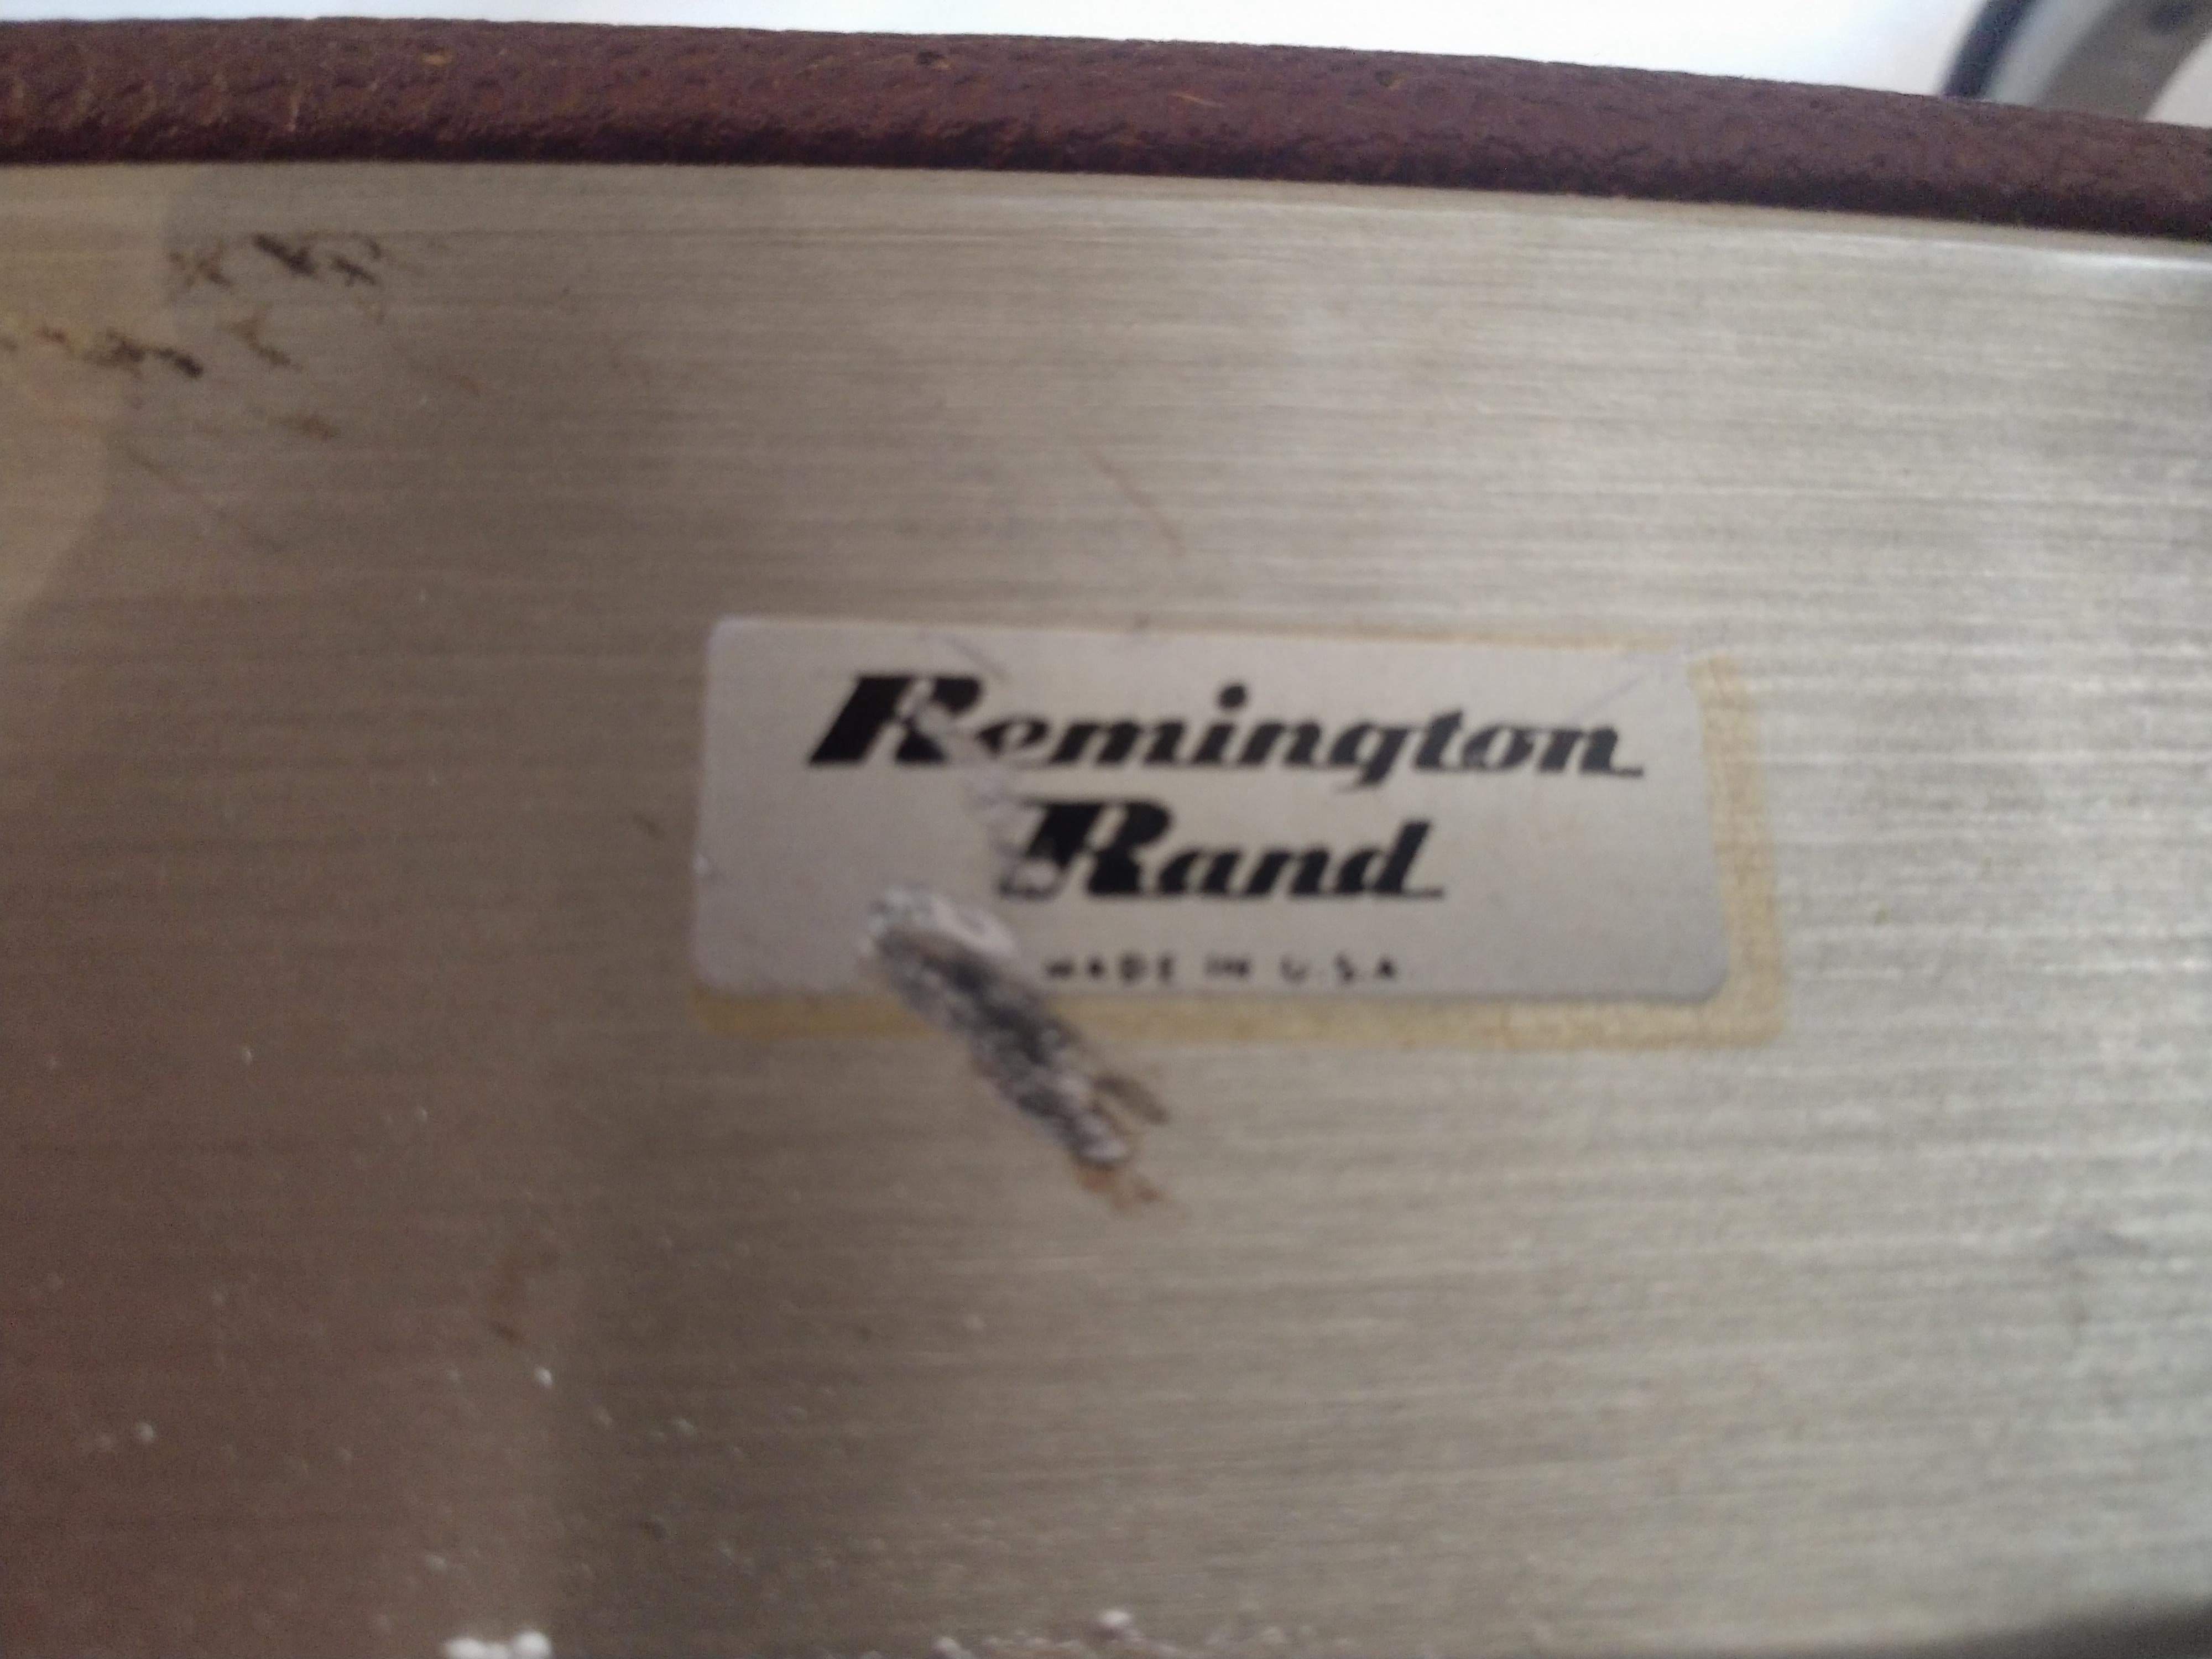 Remington
Rand
MADE IN U.S.A.